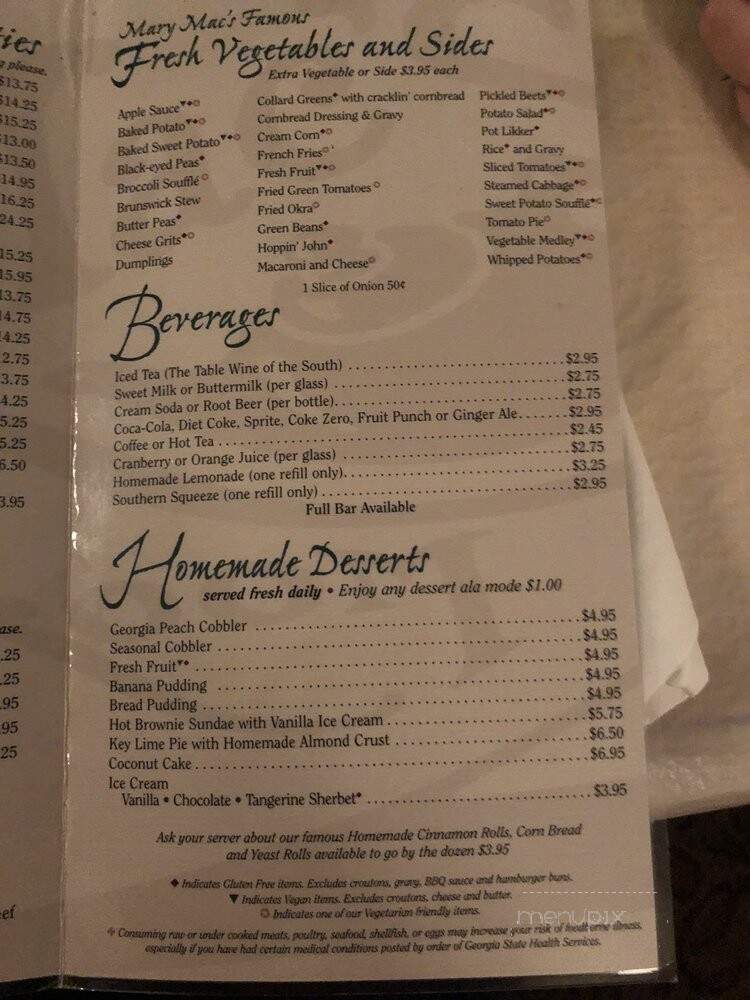 ies
g please.
$13.75
$14.25
$15.25
$13.00
$13.50
14.95
16.25
24.25
15.25
15.95
13.75
14.75
14.25
2.75
3.75
4.25
5.25
5.25
6.50
3.95
ase.
.25
.25
.95
.95
.25
eef
Mary Mac's Famous
Fresh Vegetables and Sides
Extra Vegetable or Side $3.95 each
Apple Sauce▼◆✪
Baked Potato▼◆✪
Baked Sweet Potato▼◆✪
Black-eyed Peas◆
Broccoli Soufflé ✪
Brunswick Stew
Butter Peas◆
Cheese Grits◆✪
Dumplings
Collard Greens◆ with cracklin' cornbread
Cornbread Dressing & Gravy
Cream Corn◆✪
French Fries✪
Fresh Fruit▼◆✪
Fried Green Tomatoes ✪
Fried Okra✪
Green Beans◆
Hoppin' John◆
Macaroni and Cheese✪
Pickled Beets▼◆✪
Potato Salad◆✪
Pot Likker◆
Rice◆ and Gravy
Sliced Tomatoes▼◆✪
Steamed Cabbage◆✪
Sweet Potato Soufflé◆✪
Tomato Pie✪
Vegetable Medley▼◆✪
Whipped Potatoes◆✪
1 Slice of Onion 50¢
Beverages
Iced Tea (The Table Wine of the South) ........ $2.95
Sweet Milk or Buttermilk (per glass) ........ $2.75
Cream Soda or Root Beer (per bottle)........ $2.75
Coca-Cola, Diet Coke, Sprite, Coke Zero, Fruit Punch or Ginger Ale....... $2.95
Coffee or Hot Tea ........ $2.45
Cranberry or Orange Juice (per glass) ........ $2.75
Homemade Lemonade (one refill only)........ $3.25
Southern Squeeze (one refill only) ........ $2.95
Full Bar Available
Homemade Desserts
served fresh daily • Enjoy any dessert ala mode $1.00
Georgia Peach Cobbler ........ $4.95
Seasonal Cobbler ........ $4.95
Fresh Fruit▼◆ ........ $4.95
Banana Pudding ........ $4.95
Bread Pudding ........ $4.95
Hot Brownie Sundae with Vanilla Ice Cream ........ $5.75
Key Lime Pie with Homemade Almond Crust ........ $6.50
Coconut Cake ........ $6.95
Ice Cream
Vanilla • Chocolate • Tangerine Sherbet◆ ........ $3.95
Ask your server about our famous Homemade Cinnamon Rolls, Corn Bread
and Yeast Rolls available to go by the dozen $3.95
◆ Indicates Gluten Free items. Excludes croutons, gravy, BBQ sauce and hamburger buns.
▼ Indicates Vegan items. Excludes croutons, cheese and butter.
✪ Indicates one of our Vegetarian friendly items.
Consuming raw or under cooked meats, poultry, seafood, shellfish, or eggs may increase your risk of foodborne illness,
especially if you have had certain medical conditions posted by order of Georgia State Health Services.
menupix